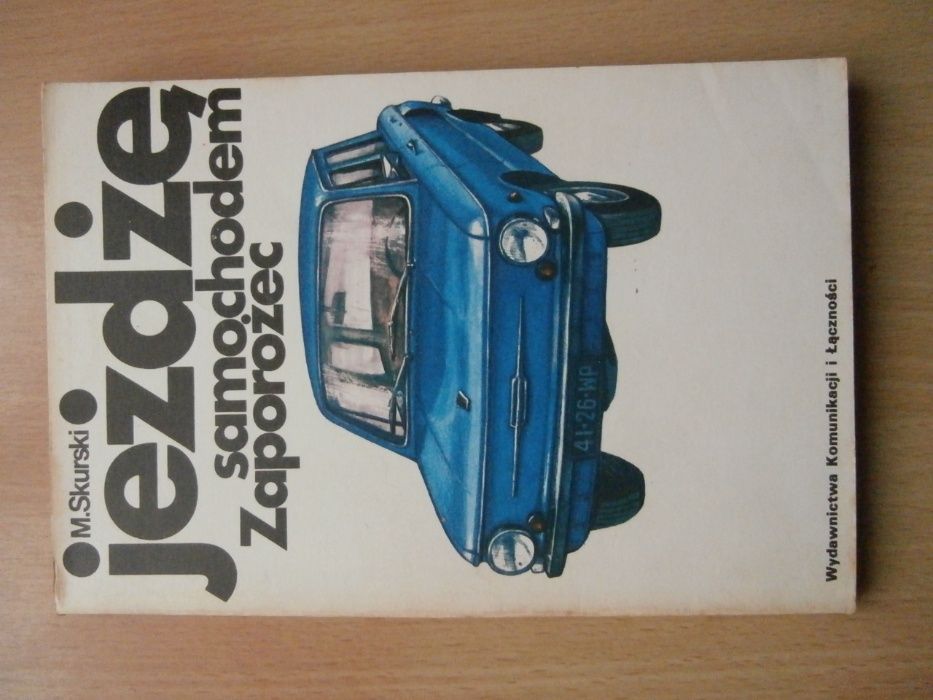 M.Skurski
jeżdżę
samochodem
Zaporożec
41-26-WP
Wydawnictwa Komunikacji i Łączności